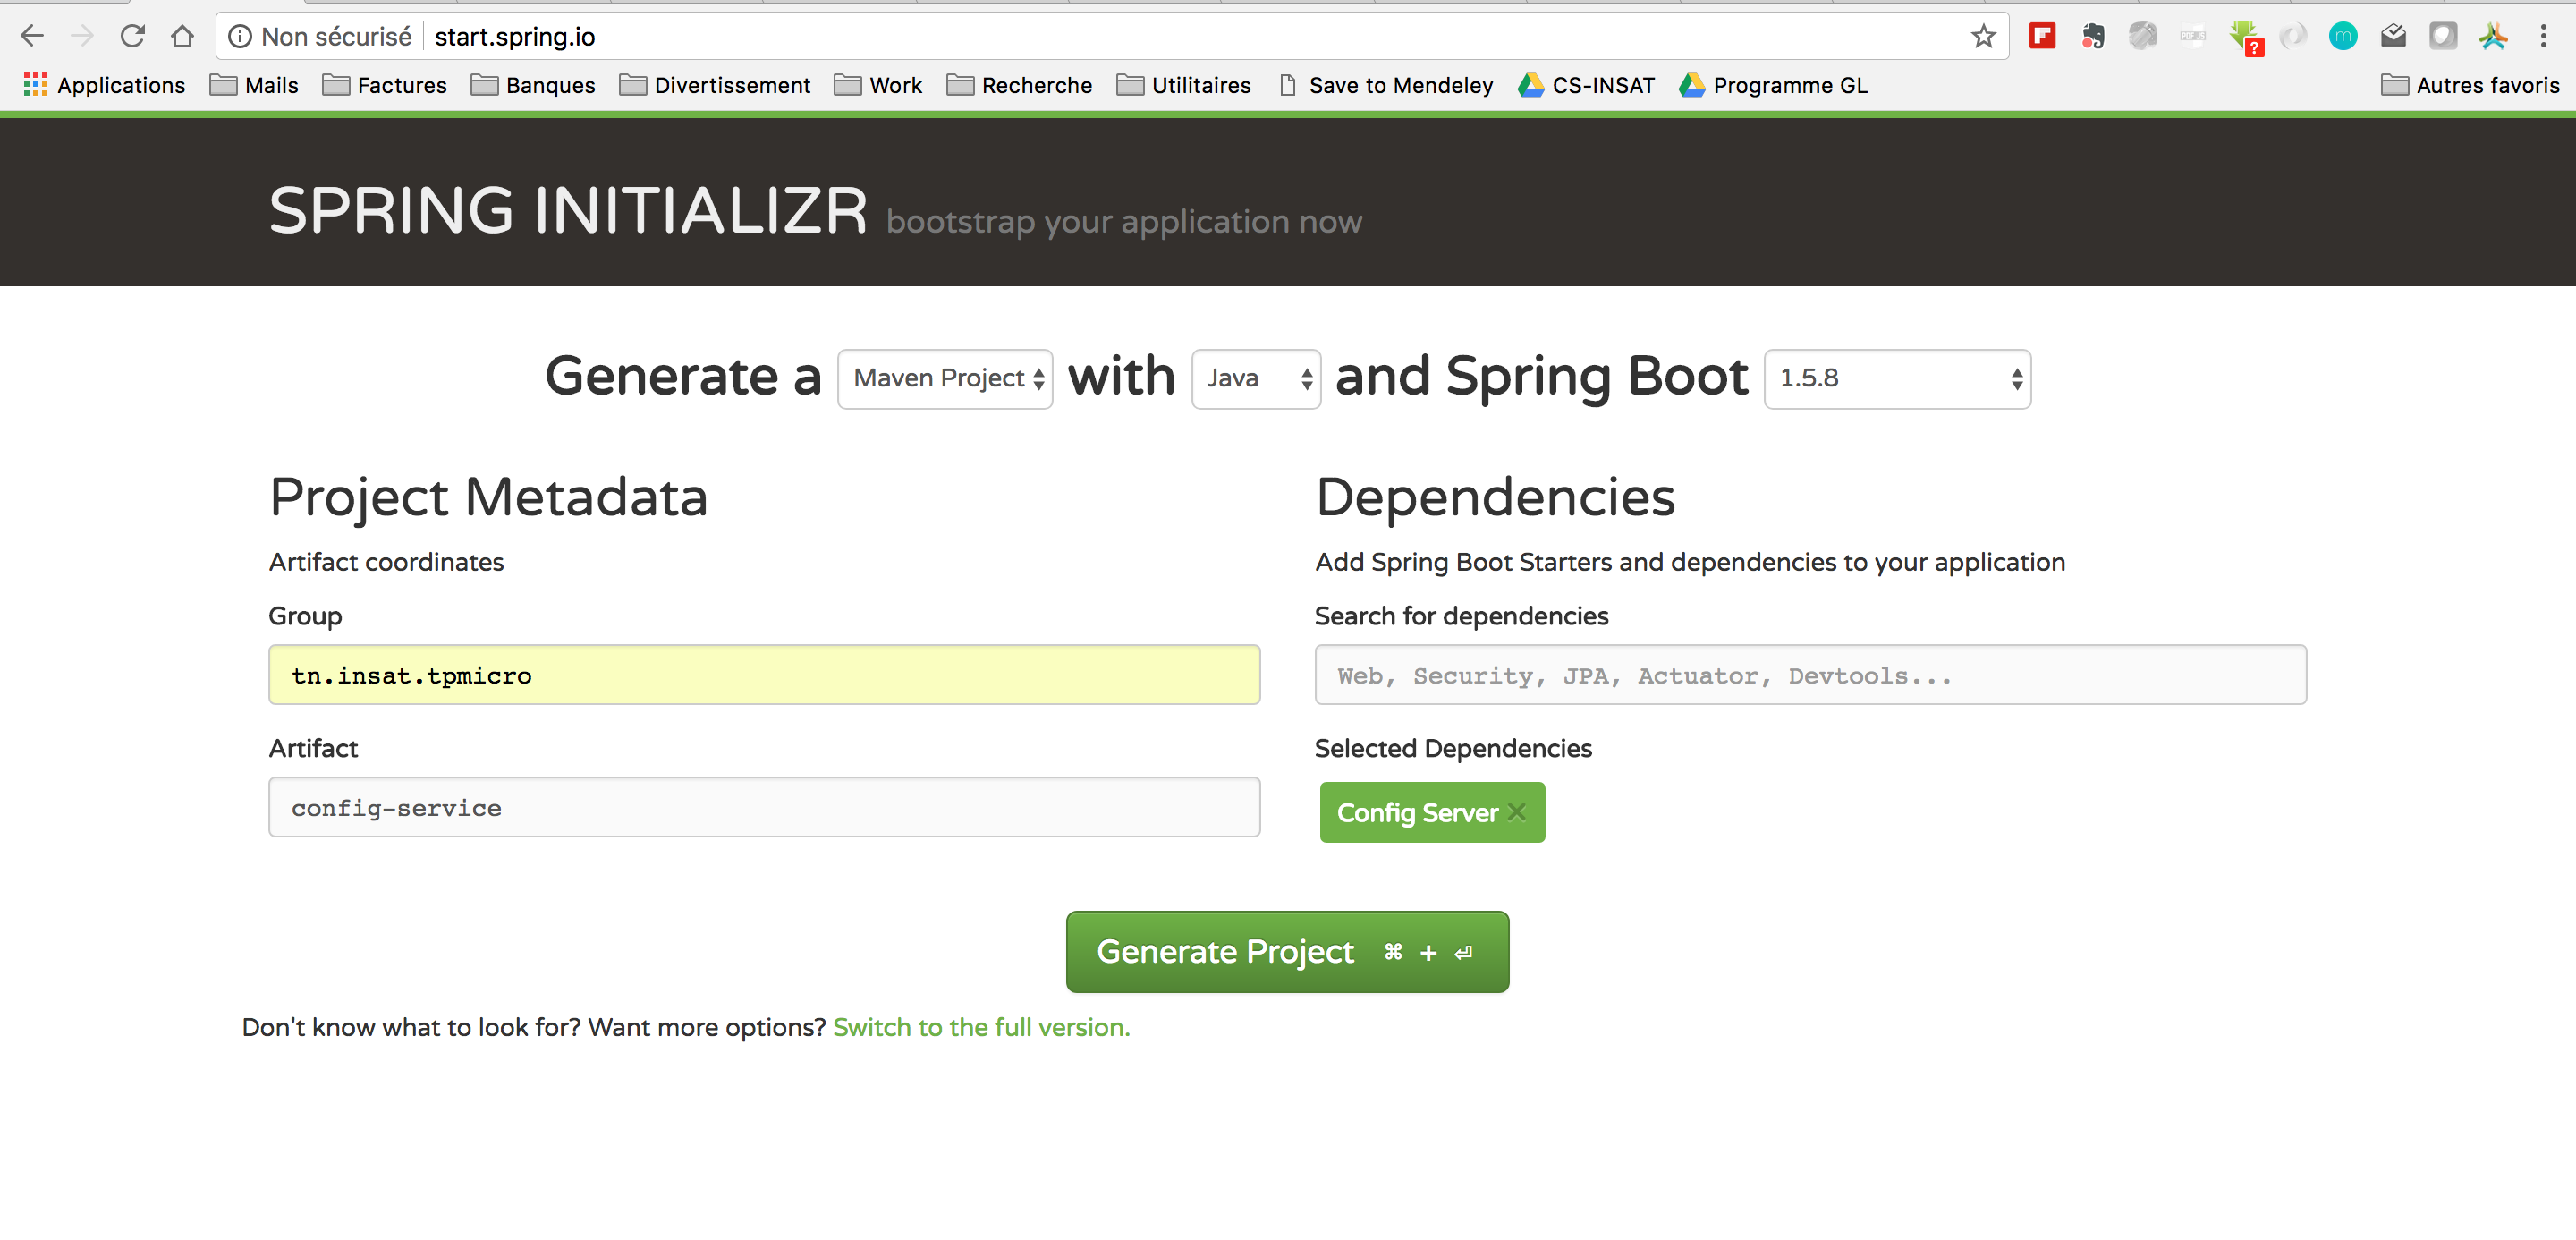 Non sécurisé start.spring.io
Applications Mails Factures Banques Divertissement Work Recherche Utilitaires Save to Mendeley CS-INSAT Programme GL Autres favoris
SPRING INITIALIZR bootstrap your application now
Generate a Maven Project with Java and Spring Boot 1.5.8
Project Metadata
Artifact coordinates
Group
tn.insat.tpmicro
Artifact
config-service
Dependencies
Add Spring Boot Starters and dependencies to your application
Search for dependencies
Web, Security, JPA, Actuator, Devtools...
Selected Dependencies
Config Server ×
Generate Project ⌘ + ⏎
Don't know what to look for? Want more options? Switch to the full version.